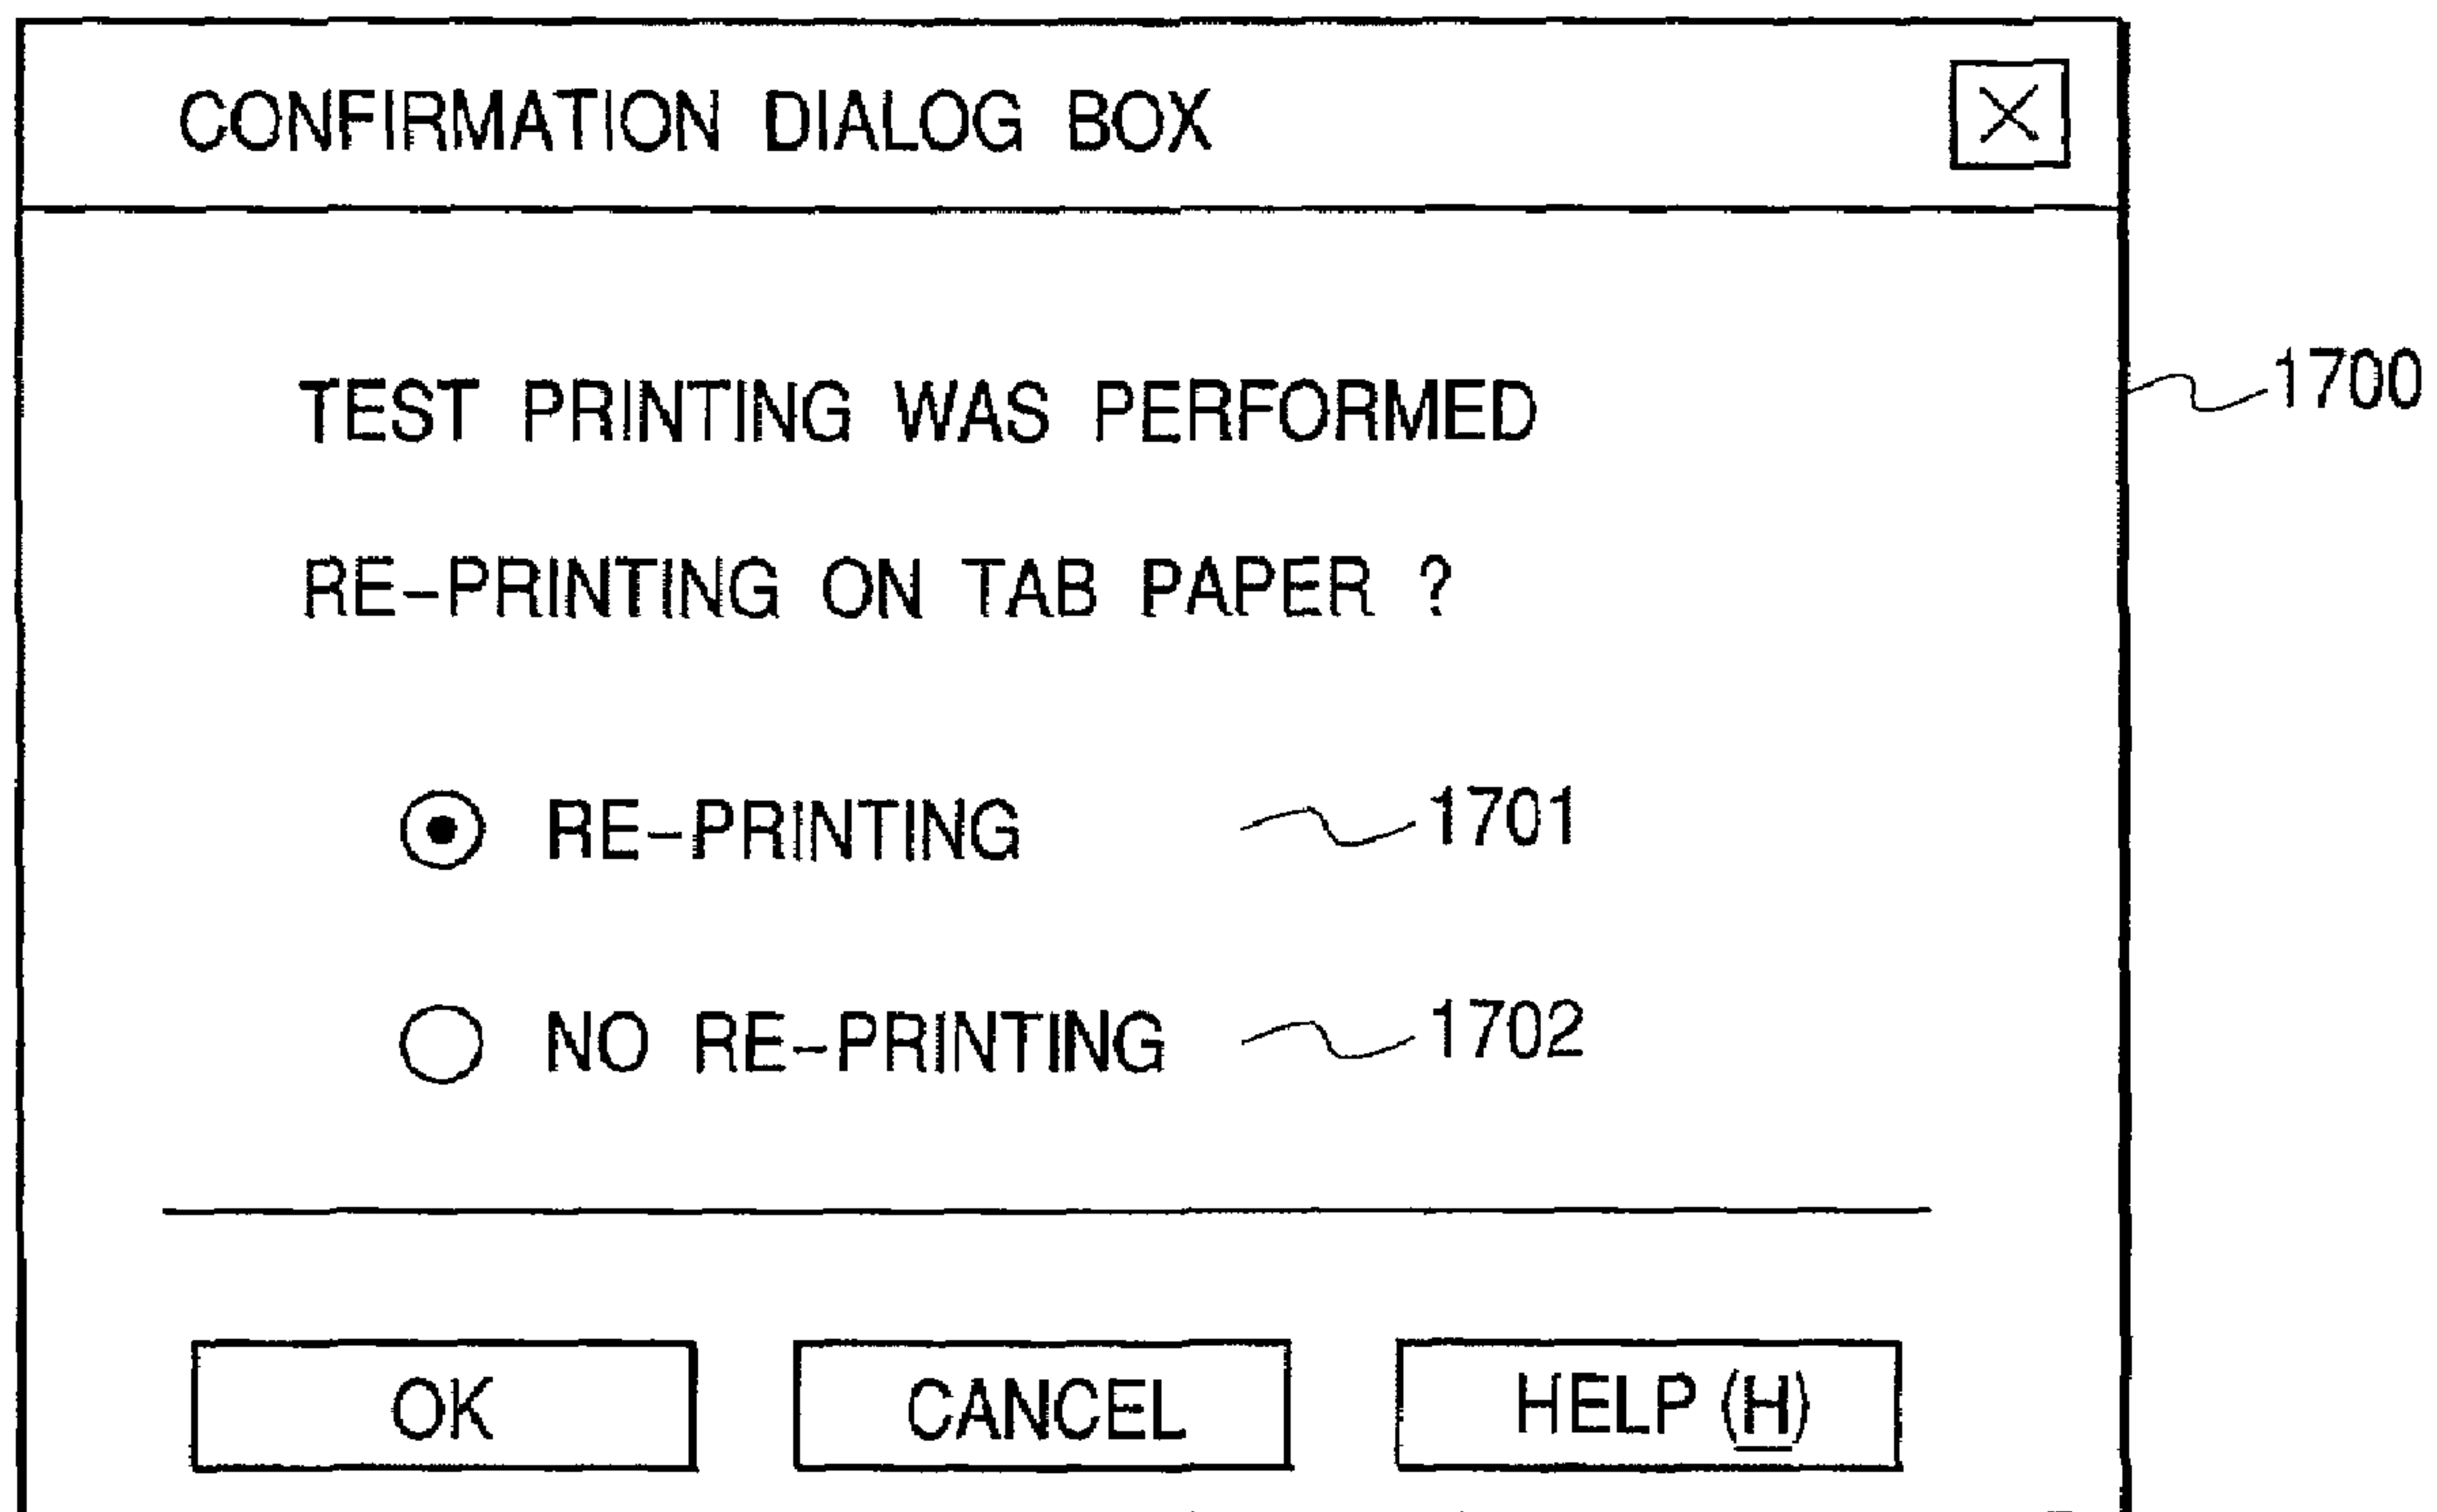 CONFIRMATION DIALOG BOX X
TEST PRINTING WAS PERFORMED
1700
RE-PRINTING ON TAB PAPER ?
RE-PRINTING 1701
NO RE-PRINTING 1702
OK CANCEL HELP (H)